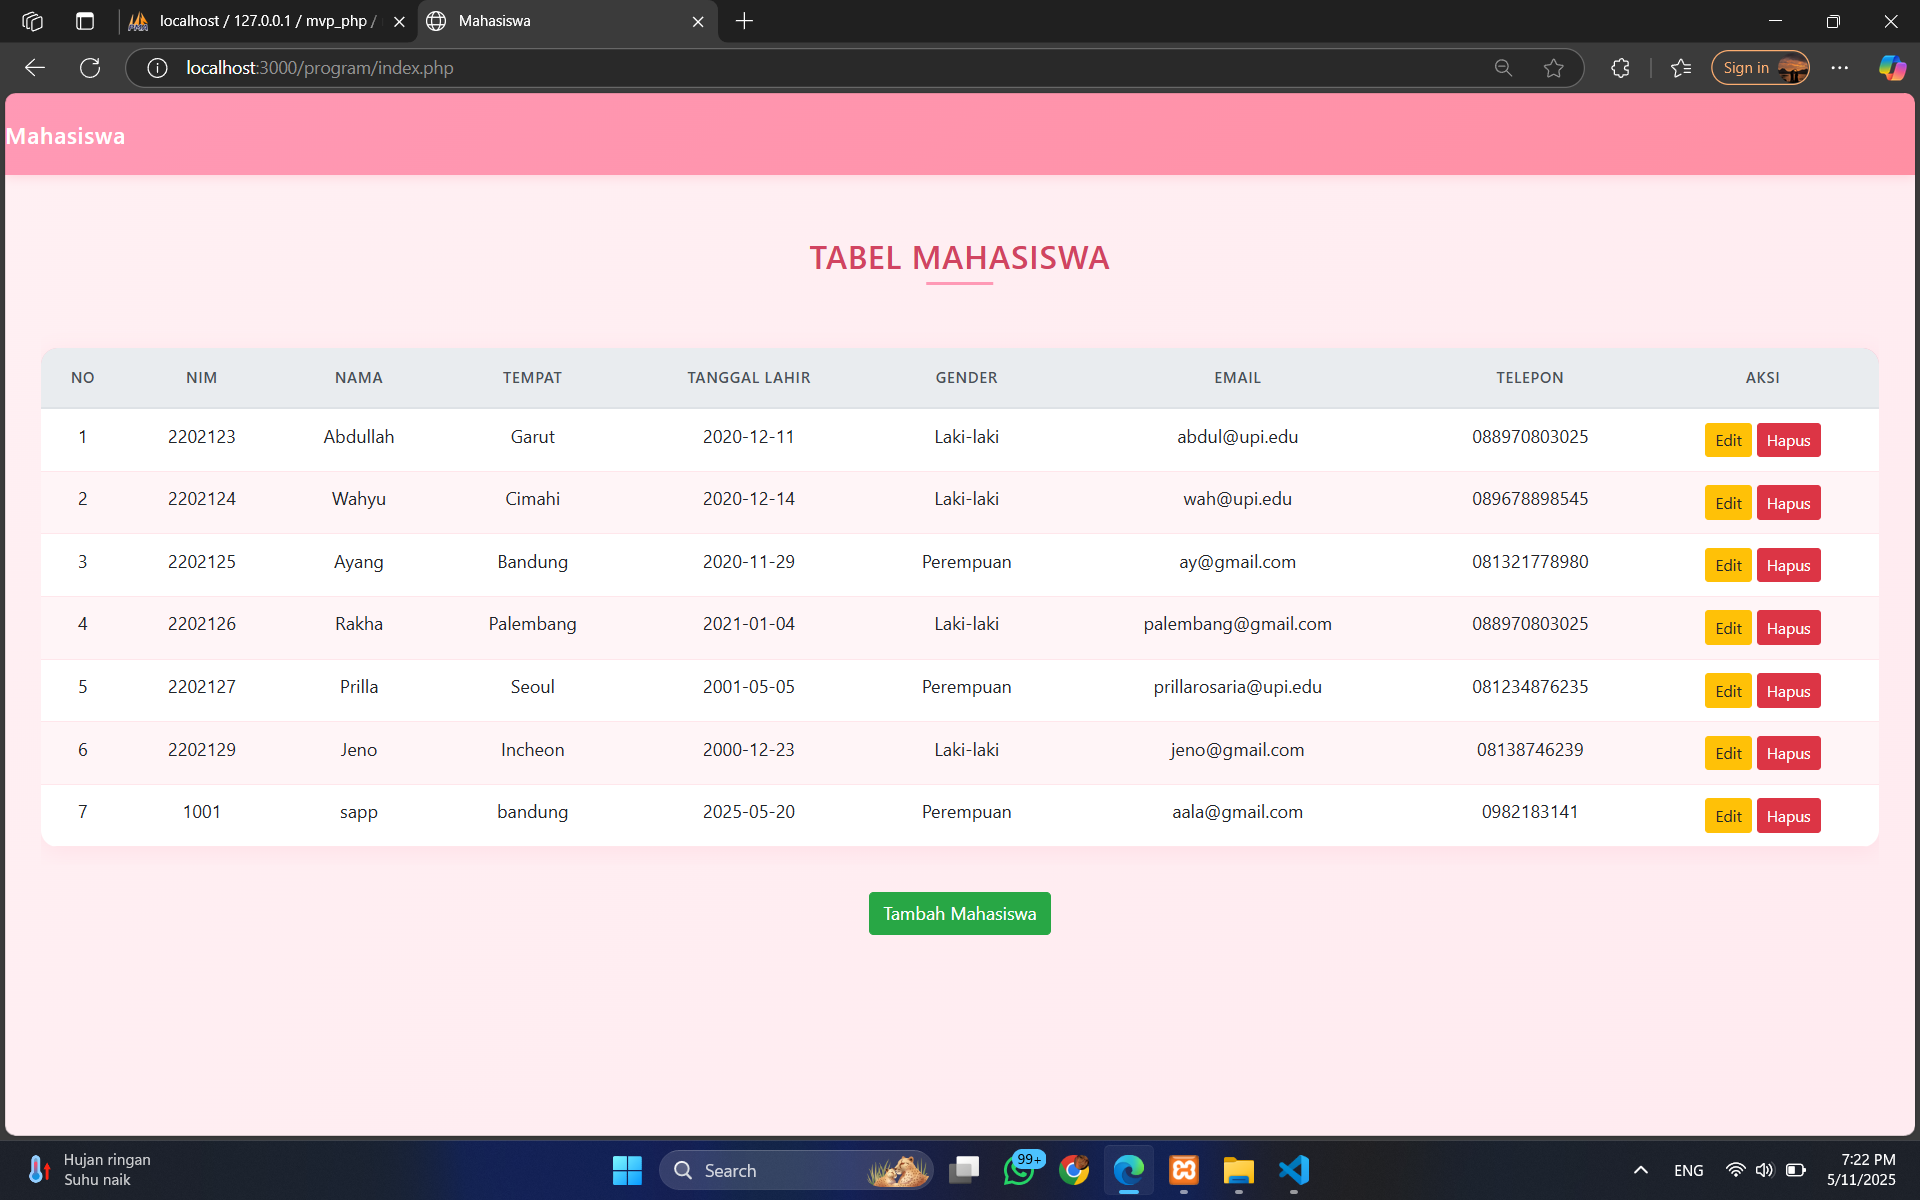 localhost / 127.0.0.1 / mvp_php /
Mahasiswa
localhost:3000/program/index.php
Sign in
Mahasiswa
TABEL MAHASISWA
NO NIM NAMA TEMPAT TANGGAL LAHIR GENDER EMAIL TELEPON AKSI
1 2202123 Abdullah Garut 2020-12-11 Laki-laki abdul@upi.edu 088970803025 Edit Hapus
2 2202124 Wahyu Cimahi 2020-12-14 Laki-laki wah@upi.edu 089678898545 Edit Hapus
3 2202125 Ayang Bandung 2020-11-29 Perempuan ay@gmail.com 081321778980 Edit Hapus
4 2202126 Rakha Palembang 2021-01-04 Laki-laki palembang@gmail.com 088970803025 Edit Hapus
5 2202127 Prilla Seoul 2001-05-05 Perempuan prillarosaria@upi.edu 081234876235 Edit Hapus
6 2202129 Jeno Incheon 2000-12-23 Laki-laki jeno@gmail.com 08138746239 Edit Hapus
7 1001 sapp bandung 2025-05-20 Perempuan aala@gmail.com 0982183141 Edit Hapus
Tambah Mahasiswa
Hujan ringan
Suhu naik
Search
99+
ENG
7:22 PM
5/11/2025